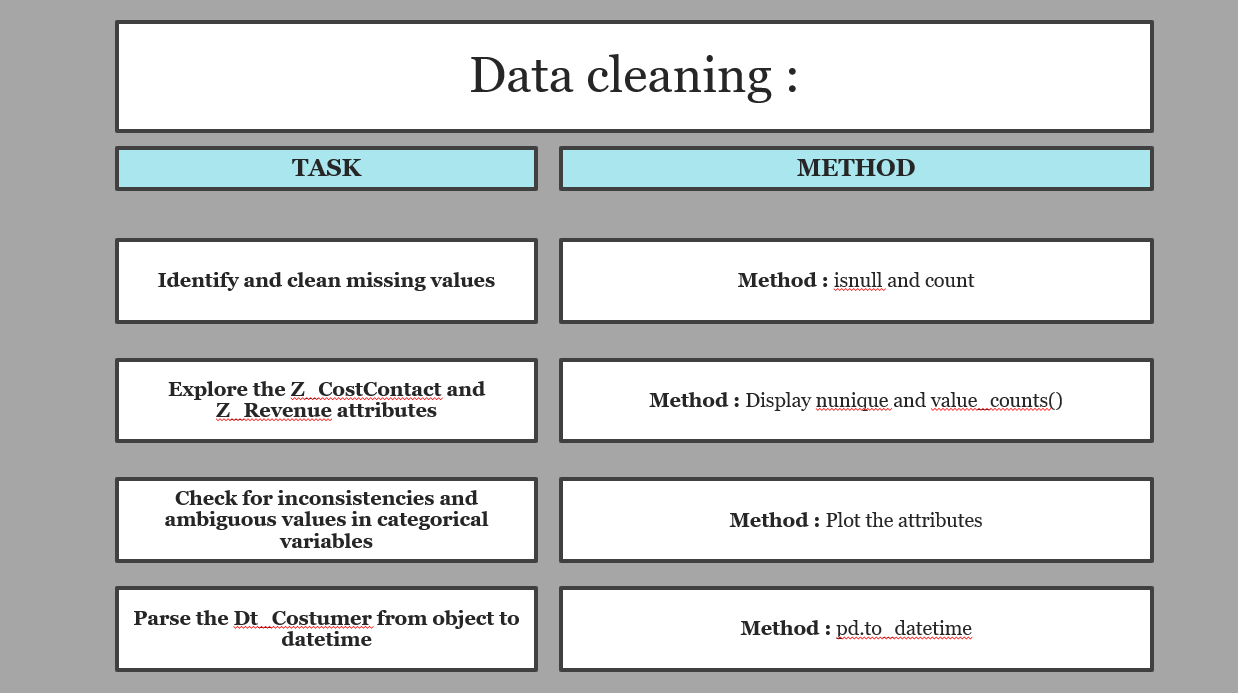 Data cleaning :
TASK
METHOD
Identify and clean missing values
Method : isnull and count
Explore the Z_CostContact and
Z_Revenue attributes
Method : Display nunique and value_counts()
Check for inconsistencies and
ambiguous values in categorical
variables
Method : Plot the attributes
Parse the Dt_Costumer from object to
datetime
Method : pd.to_datetime